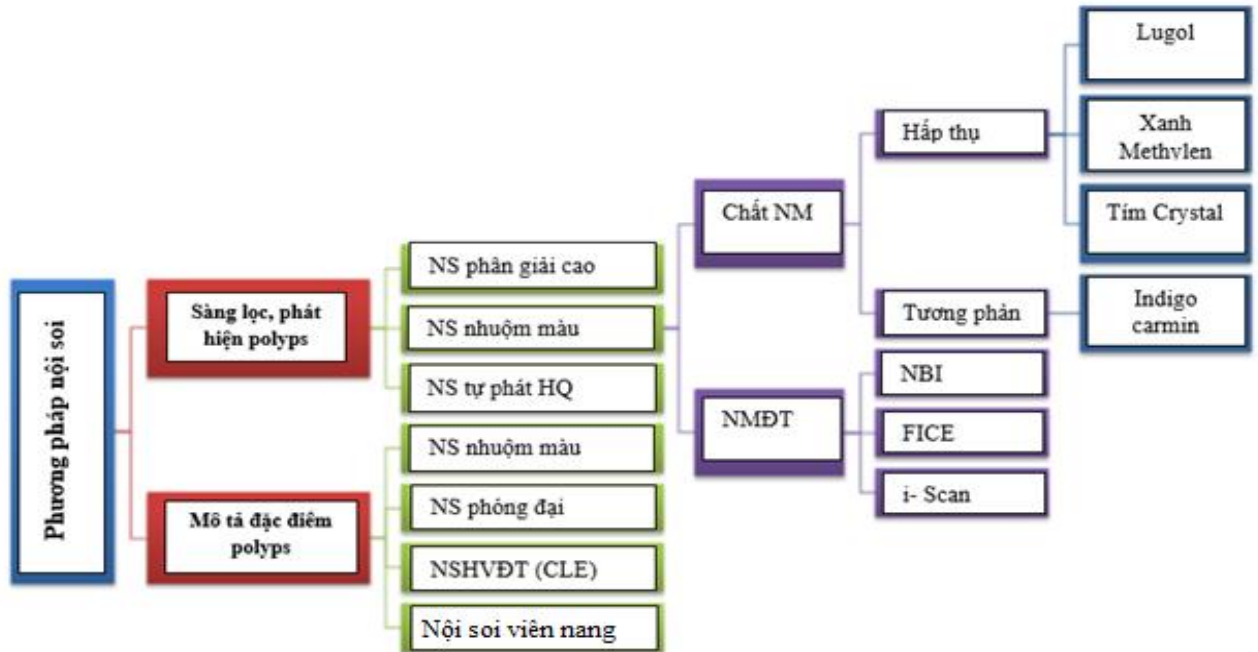 Phương pháp nội soi
Sàng lọc, phát
hiện polyps
Mô tả đặc điểm
polyps
NS phân giải cao
NS nhuộm màu
NS tự phát HQ
NS nhuộm màu
NS phóng đại
NSHVĐT (CLE)
Nội soi viên nang
Chất NM
NMĐT
Hấp thụ
Tương phản
NBI
FICE
i- Scan
Lugol
Xanh
Methylen
Tím Crystal
Indigo
carmin